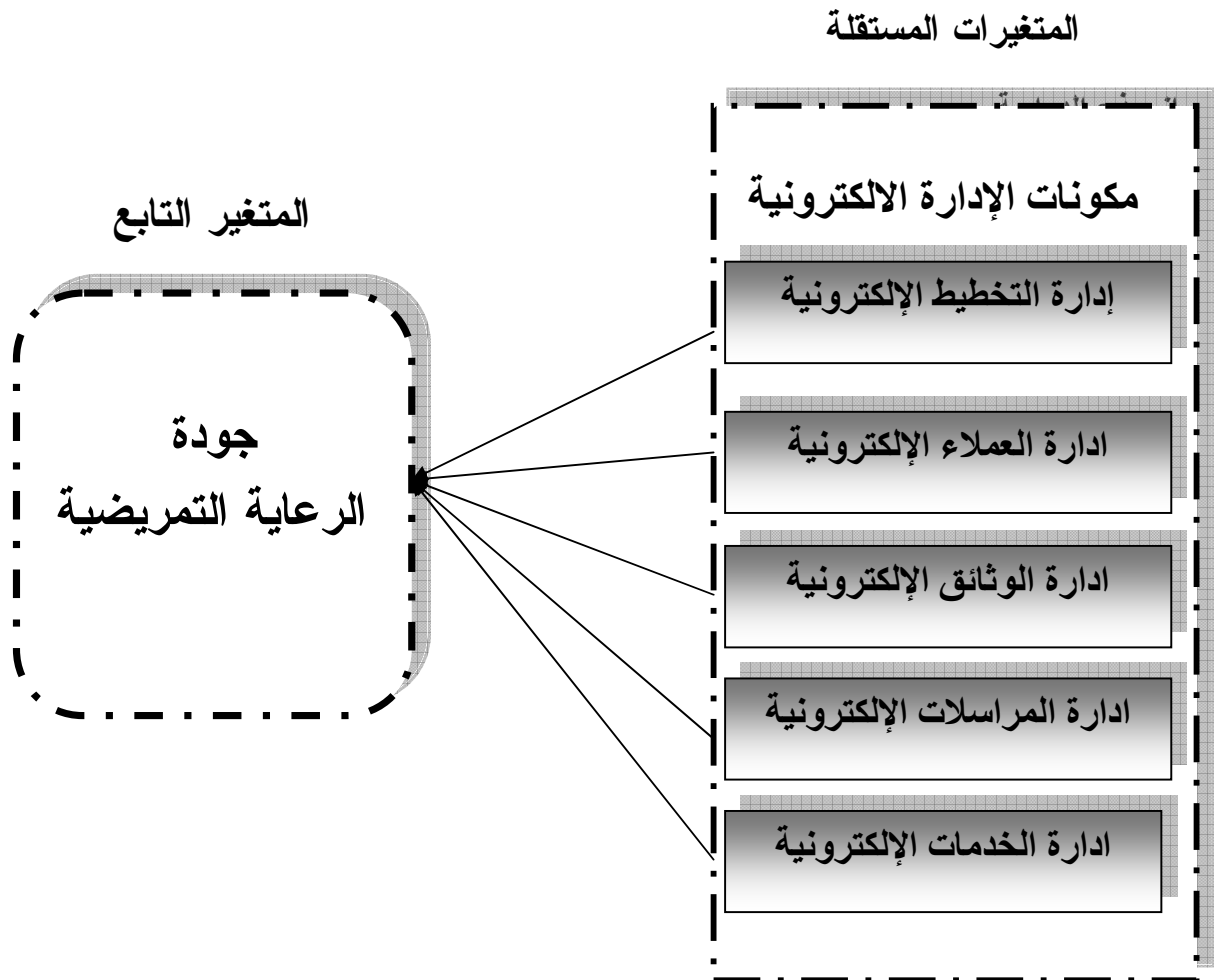 المتغيرات المستقلة
مكونات الإدارة الالكترونية
إدارة التخطيط الإلكترونية
ادارة العملاء الإلكترونية
ادارة الوثائق الإلكترونية
ادارة المراسلات الإلكترونية
ادارة الخدمات الإلكترونية
المتغير التابع
جودة
الرعاية التمريضية